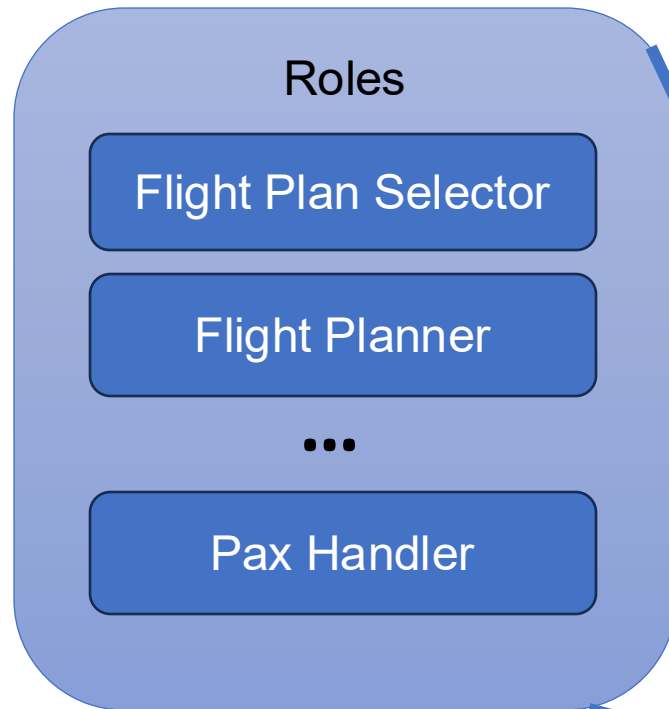 Roles
Flight Plan Selector
Flight Planner
...
Pax Handler